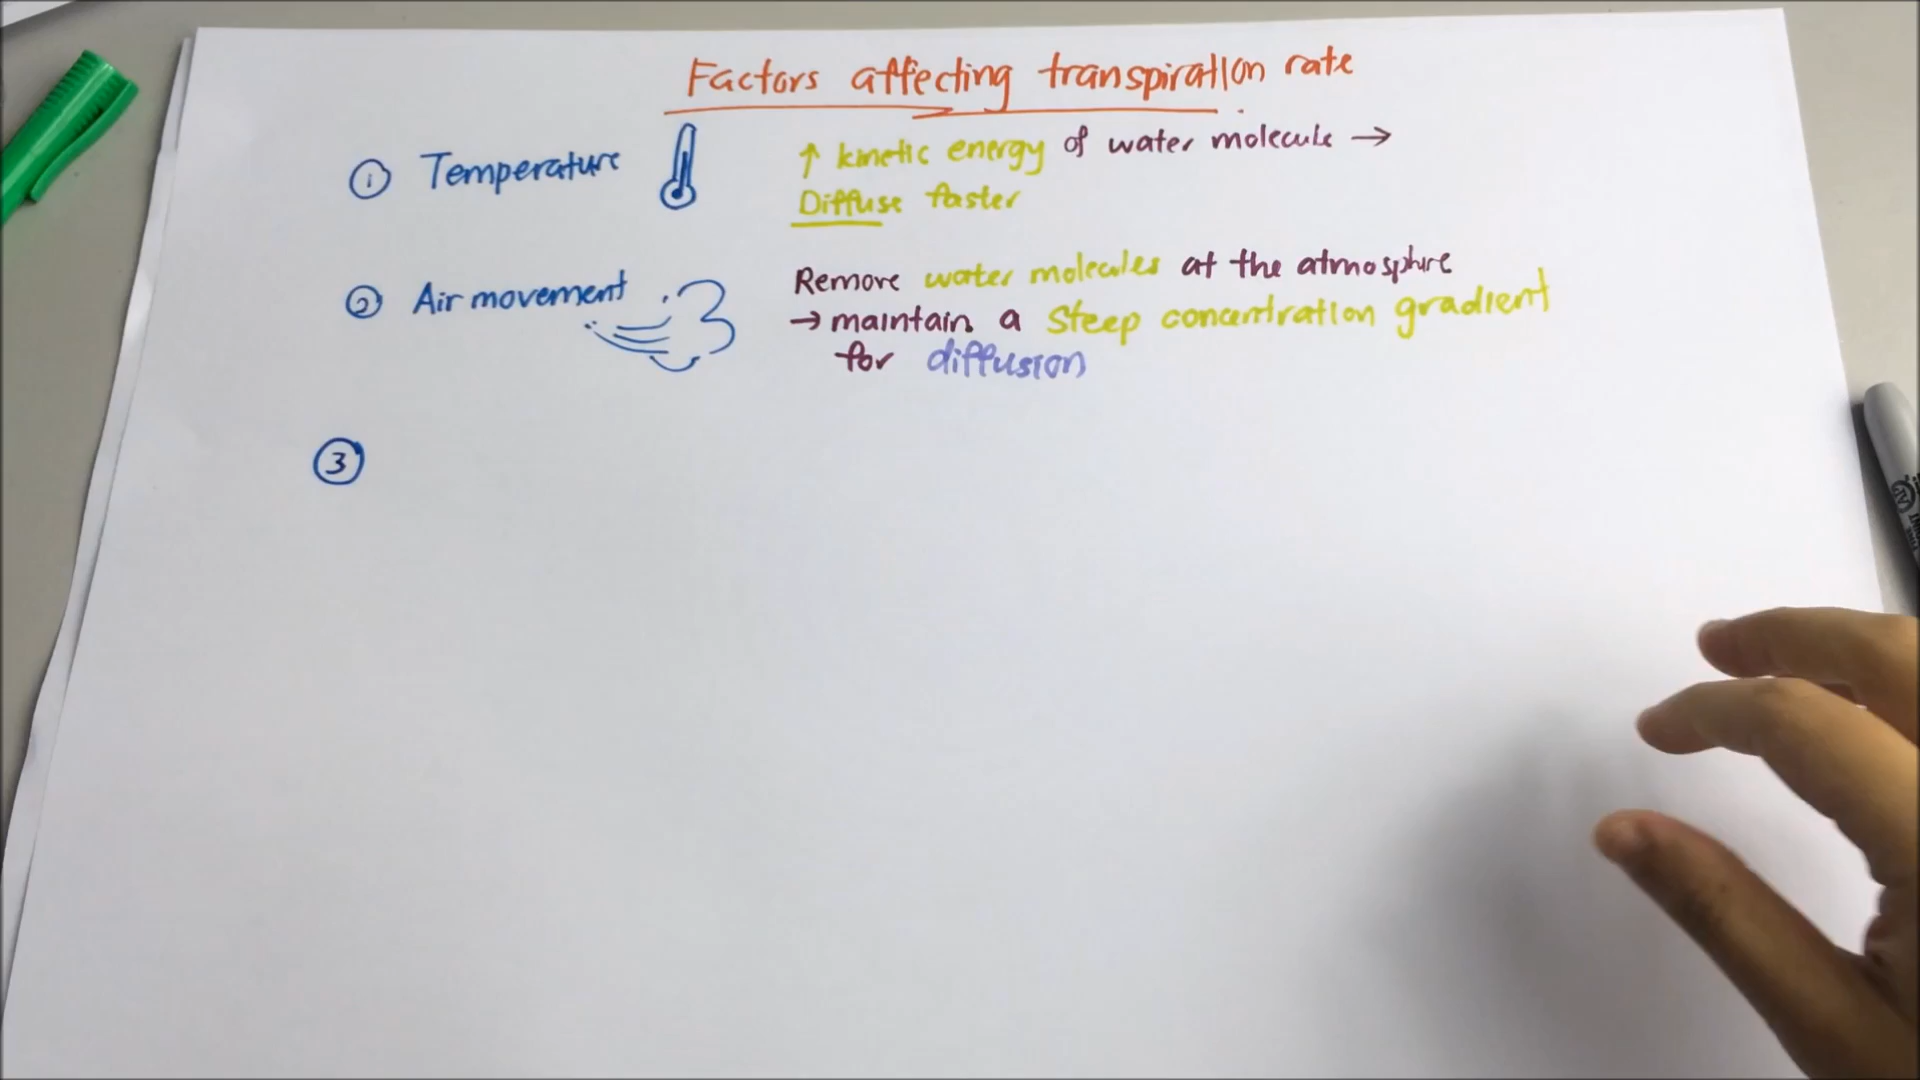 Factors affecting transpiration rate
① Temperature
↑ kinetic energy of water molecule →
Diffuse faster
② Air movement
Remove water molecules at the atmosphere
→ maintain a steep concentration gradient
for diffusion
③